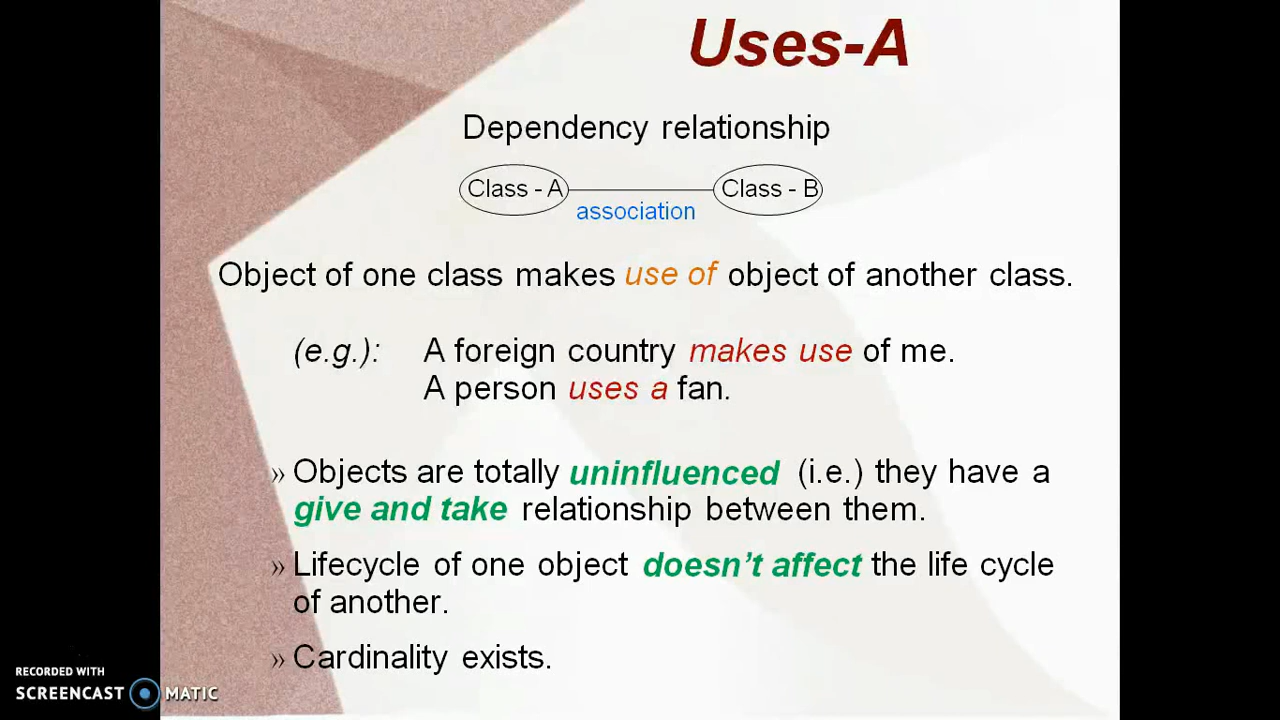 Uses-A
Dependency relationship
Class - A
Class - B
association
Object of one class makes use of object of another class.
(e.g.): A foreign country makes use of me.
A person uses a fan.
» Objects are totally uninfluenced (i.e.) they have a
give and take relationship between them.
» Lifecycle of one object doesn’t affect the life cycle
of another.
» Cardinality exists.
RECORDED WITH
SCREENCAST MATIC